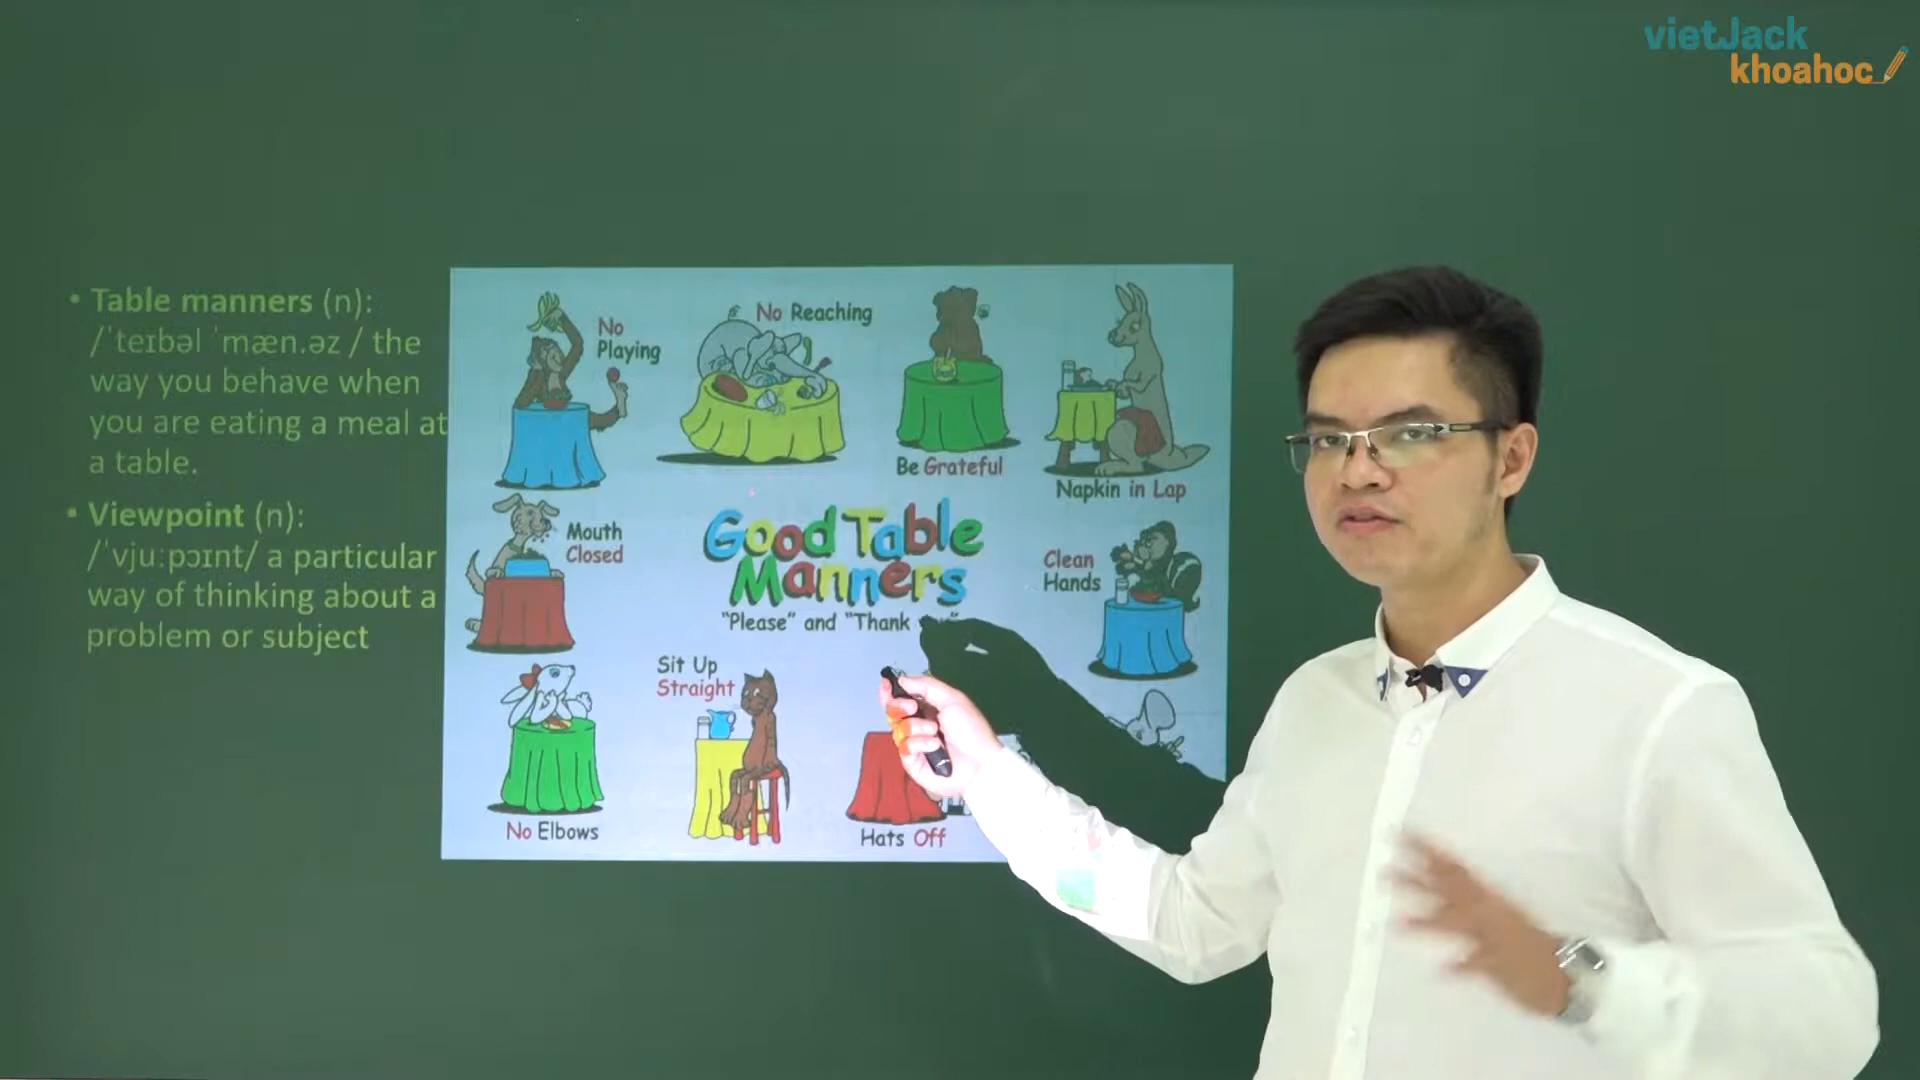 vietJack
khoahoc
• Table manners (n):
/ˈteɪbəl ˈmæn.əz / the
way you behave when
you are eating a meal at
a table.
• Viewpoint (n):
/ˈvjuːpɔɪnt/ a particular
way of thinking about a
problem or subject
No
Playing
No Reaching
Be Grateful
Napkin in Lap
Mouth
Closed
Good Table
Manners
"Please" and "Thank
Clean
Hands
No Elbows
Sit Up
Straight
Hats Off